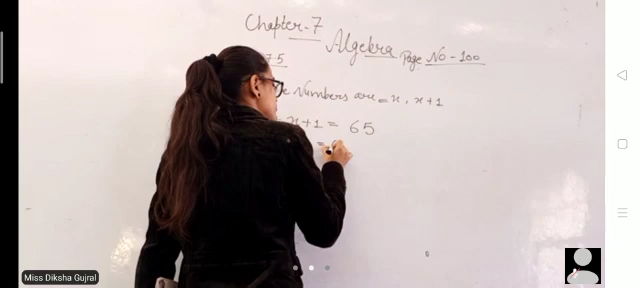 Chapter-7
Algebra Page No-100
7.5
Numbers are = x, x+1
x+1 = 65
=
Miss Diksha Gujral